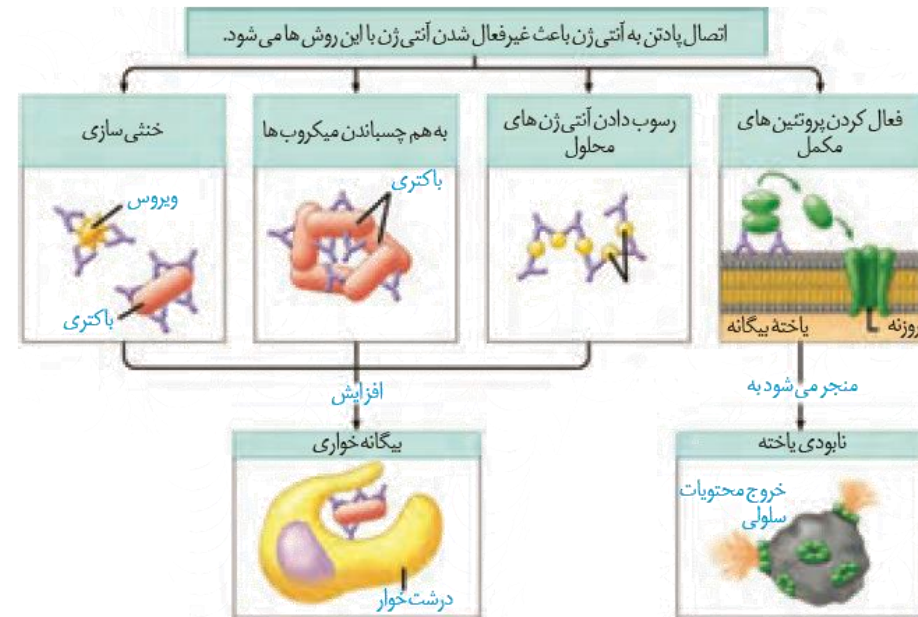 اتصال پادتن به آنتی ژن باعث غیرفعال شدن آنتی ژن با این روش ها می شود.
فعال کردن پروتئین های
مکمل
رسوب دادن آنتی ژن های
محلول
به هم چسباندن میکروب ها
خنثی سازی
باکتری
ویروس
باکتری
روزنه
یاختهٔ بیگانه
منجر می شود به
افزایش
نابودی یاخته
بیگانه خواری
خروج محتویات
سلولی
درشت خوار